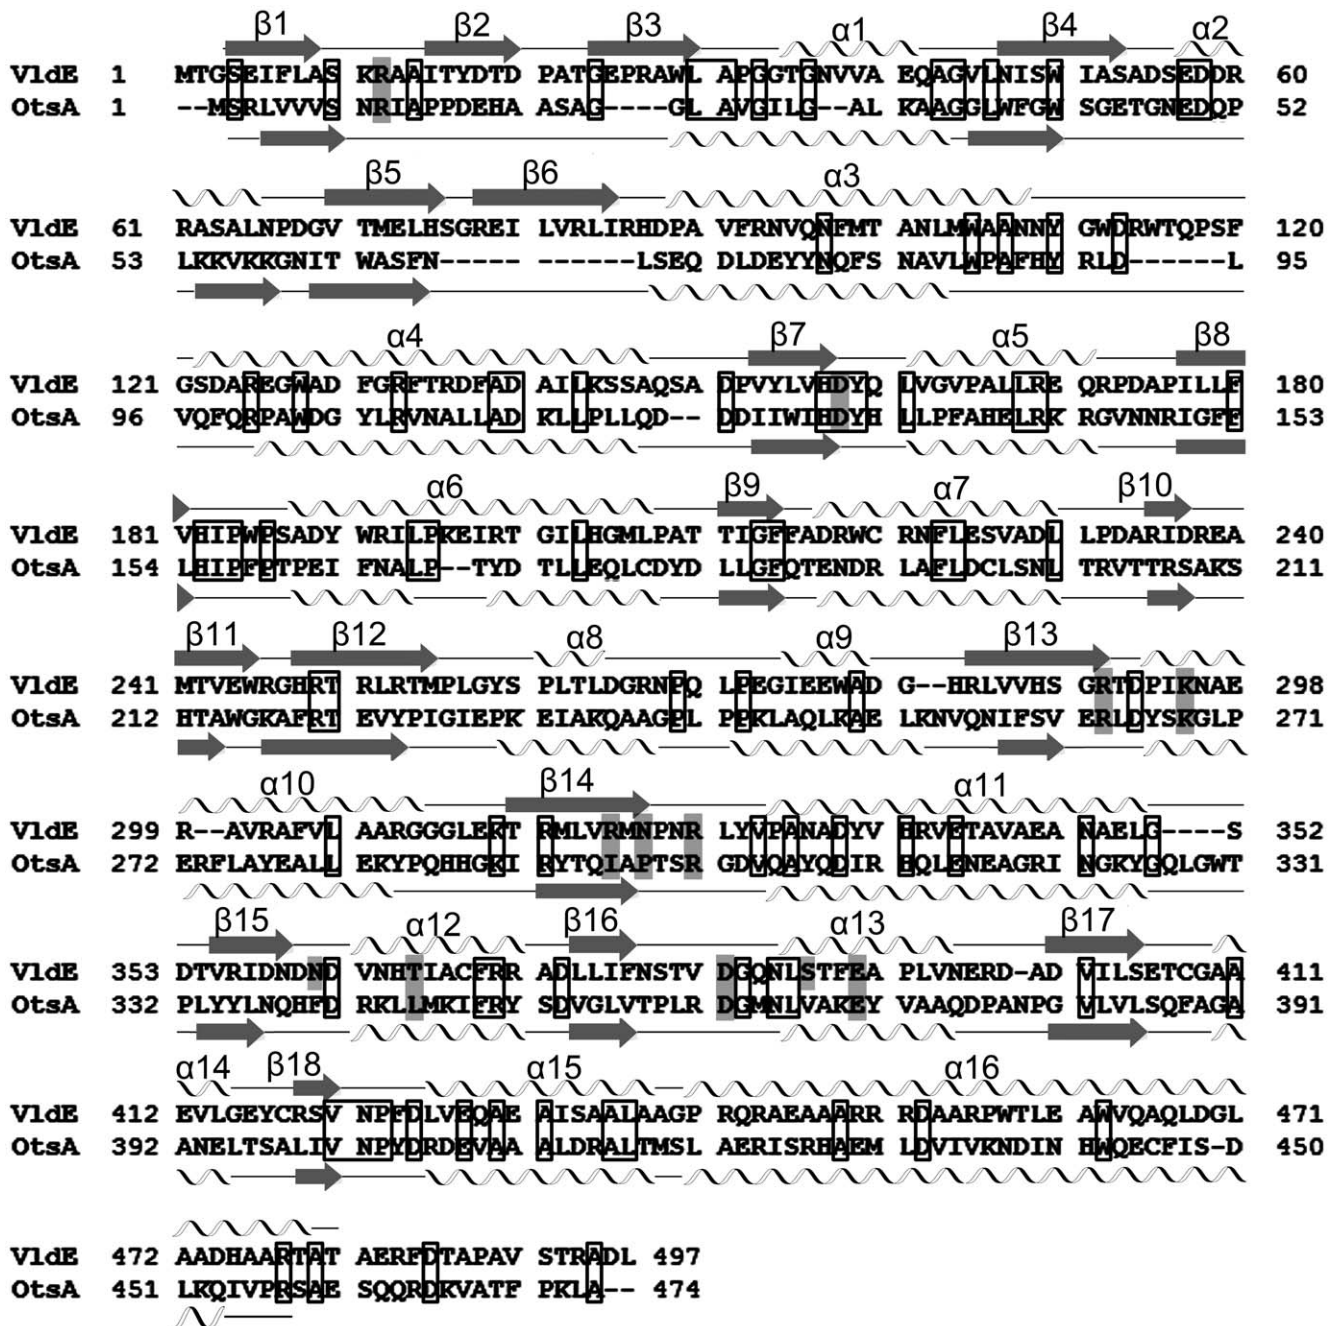 β1 β2 β3 α1 β4 α2
VldE 1 MTGSEIFLAS KRAAITYDTD PATGEPRAWL APGGTGNVVA EQAGVLNISW IASADSEDDR 60
OtsA 1 --MSRLVVVS NRIAPPDEHA ASAG----GL AVGILG--AL KAAGGLWFGW SGETGNEDQP 52
β5 β6 α3
VldE 61 RASALNPDGV TMELHSGREI LVRLIRHDPA VFRNVQNFMT ANLMWAANNY GWDRWTQPSF 120
OtsA 53 LKKVKKGNIT WASFN----- ------LSEQ DLDEYYNQFS NAVLWPAFHY RLD------L 95
α4 β7 α5 β8
VldE 121 GSDAREGWAD FGRFTRDFAD AILKSSAQSA DPVYLVHDYQ LVGVPALLRE QRPDAPILLF 180
OtsA 96 VQFQRPAWDG YLRVNALLAD KLLPLLQD-- DDIIWIHDYH LLPFAHELRK RGVNNRIGFF 153
α6 β9 α7 β10
VldE 181 VHIPWPSADY WRILPKEIRT GILHGMLPAT TIGFFADRWC RNFLESVADL LPDARIDREA 240
OtsA 154 LHIPFPTPEI FNALP--TYD TLLEQLCDYD LLGFQTENDR LAFLDCLSNL TRVTTRSAKS 211
β11 β12 α8 α9 β13
VldE 241 MTVEWRGHRT RLRTMPLGYS PLTLDGRNPQ LPEGIEEWAD G--HRLVVHS GRTDPIKNAE 298
OtsA 212 HTAWGKAFRT EVYPIGIEPK EIAKQAAGPL PPKLAQLKAE LKNVQNIFSV ERLDYSKGLP 271
α10 β14 α11
VldE 299 R--AVRAFVL AARGGGLEKT RMLVRMNPNR LYVPANADYV HRVETAVAEA NAELG----S 352
OtsA 272 ERFLAYEALL EKYPQHHGKI RYTQIAPTSR GDVQAYQDIR HQLENEAGRI NGKYGQLGWT 331
β15 α12 β16 α13 β17
VldE 353 DTVRIDNDND VNHTIACFRR ADLLIFNSTV DGQNLSTFEA PLVNERD-AD VILSETCGAA 411
OtsA 332 PLYYLNQHFD RKLLMKIFRY SDVGLVTPLR DGMNLVAKEY VAAQDPANPG VLVLSQFAGA 391
α14 β18 α15 α16
VldE 412 EVLGEYCRSV NPFDLVEQAE AISAALAAGP RQRAEAAARR RDAARPWTLE AWVQAQLDGL 471
OtsA 392 ANELTSALIV NPYDRDEVAA ALDRALTMSL AERISRHAEM LDVIVKNDIN HWQECFIS-D 450
VldE 472 AADHAARTAT AERFDTAPAV STRADL 497
OtsA 451 LKQIVPRSAE SQQRDKVATF PKLA-- 474